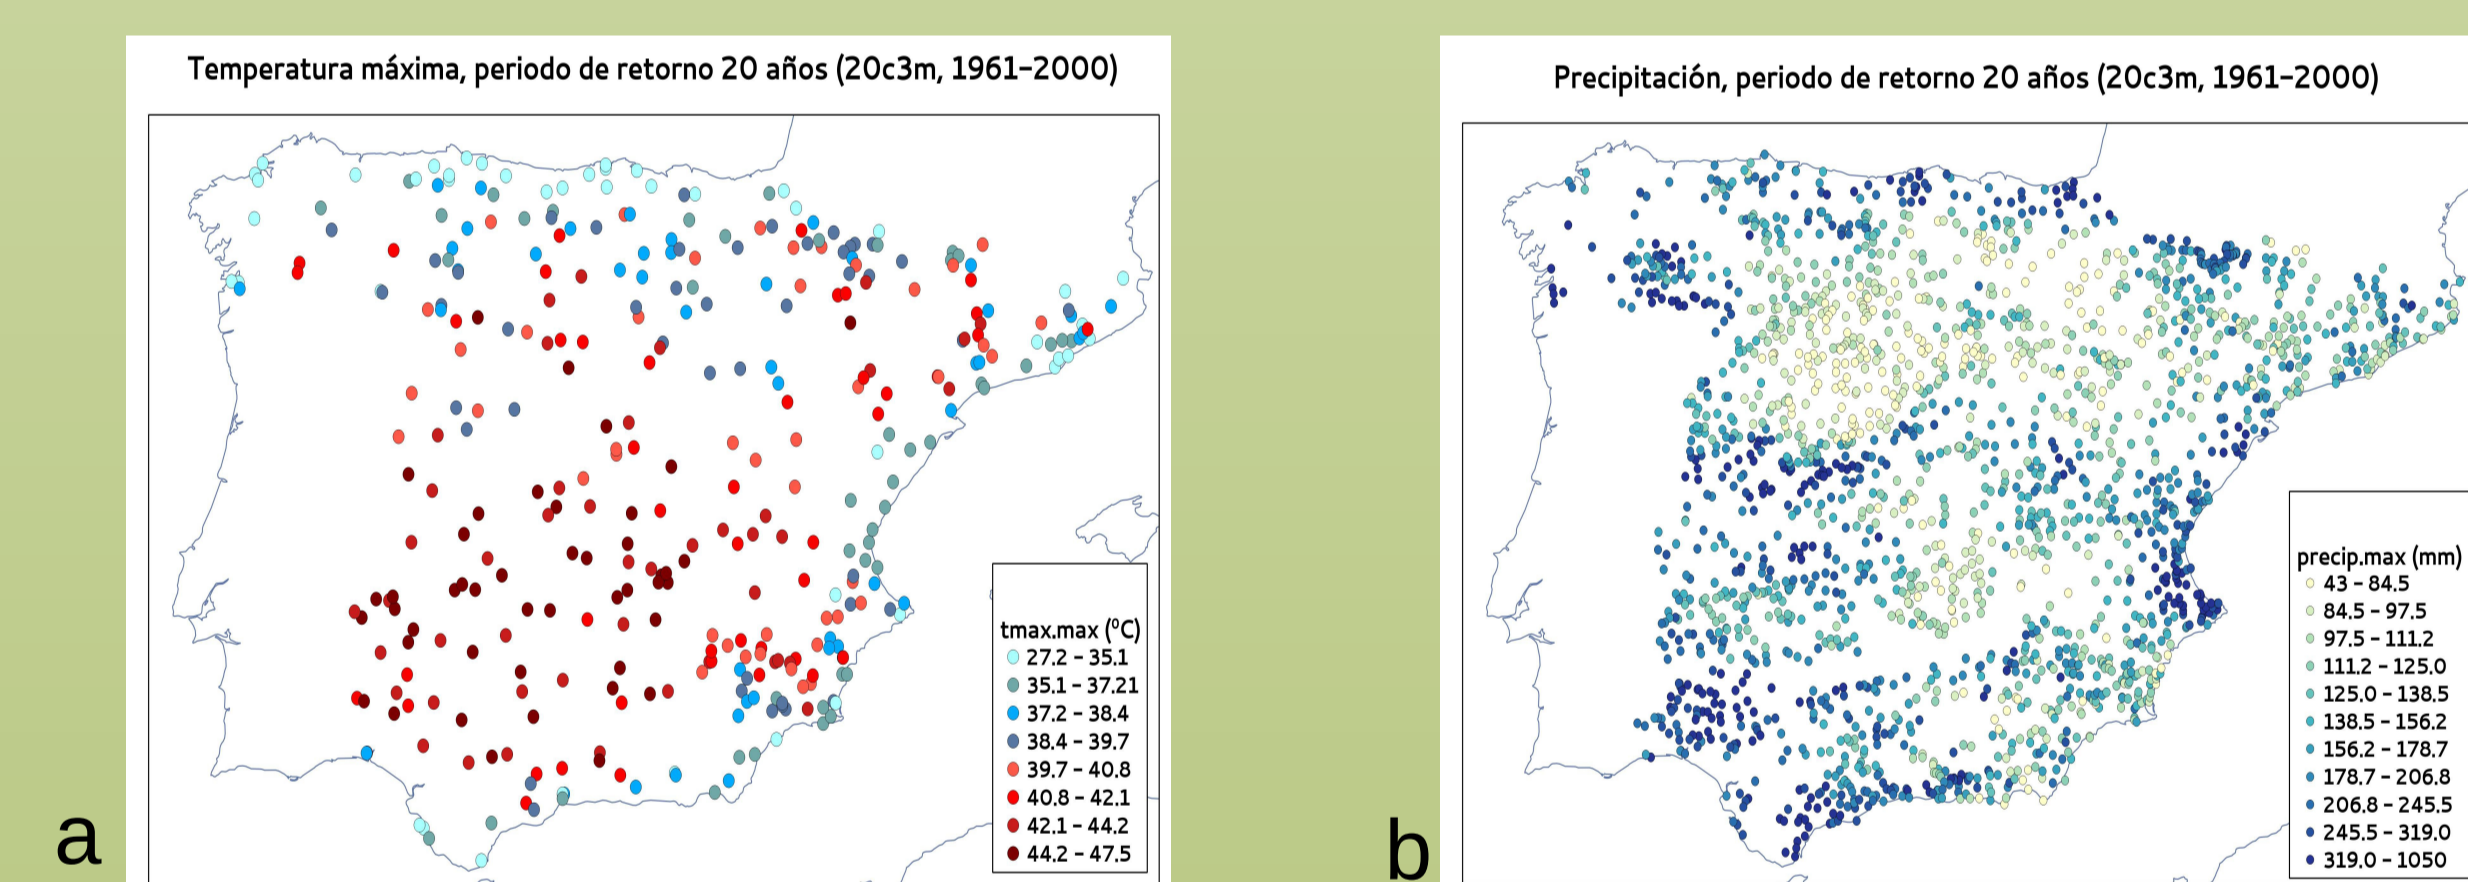 Temperatura máxima, periodo de retorno 20 años (20c3m, 1961-2000)
tmax.max (ºC)
27.2 - 35.1
35.1 - 37.21
37.2 - 38.4
38.4 - 39.7
39.7 - 40.8
40.8 - 42.1
42.1 - 44.2
44.2 - 47.5
a
Precipitación, periodo de retorno 20 años (20c3m, 1961-2000)
precip.max (mm)
43 - 84.5
84.5 - 97.5
97.5 - 111.2
111.2 - 125.0
125.0 - 138.5
138.5 - 156.2
156.2 - 178.7
178.7 - 206.8
206.8 - 245.5
245.5 - 319.0
319.0 - 1050
b